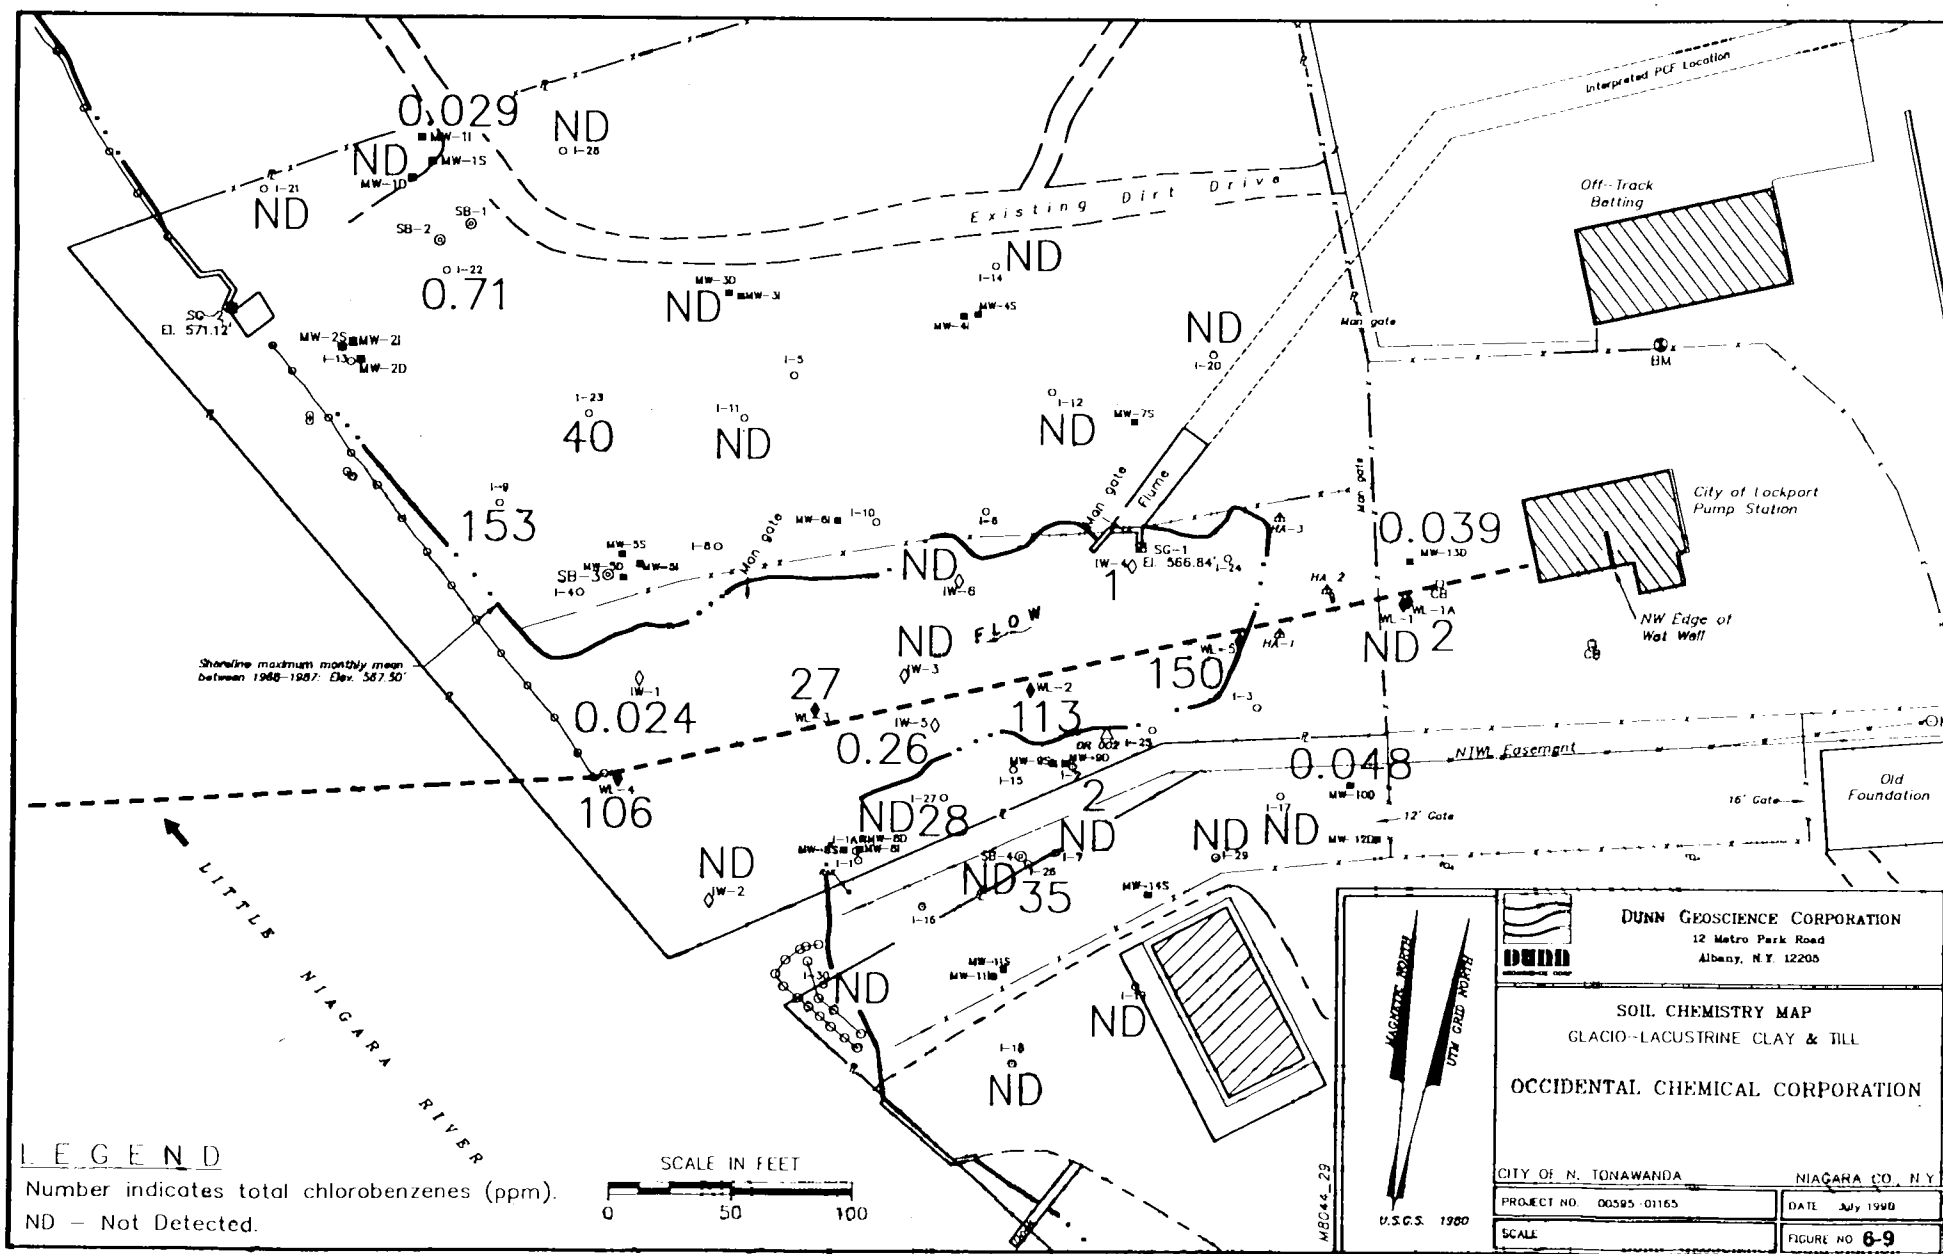 Interpreted PCF Location
0.029
MW-1I
ND
I-28
ND
MW-1S
MW-1D
I-21
ND
SB-1
SB-2
Existing Dirt Drive
Off-Track
Betting
I-22
0.71
ND
I-14
MW-3D
MW-3I
ND
SG-2
El. 571.12'
MW-4S
MW-4I
Man gate
ND
I-20
BM
MW-2S
MW-2I
I-13
MW-2D
I-5
I-23
40
I-11
ND
I-12
ND
MW-7S
Man gate
Flume
Man gate
I-9
153
Man gate
MW-6I
I-10
I-6
HA-3
City of Lockport
Pump Station
0.039
MW-13D
MW-5S
MW-5D
MW-5I
SB-3
I-8
I-4
ND
IW-6
IW-4
1
SG-1
El. 566.84'
I-24
HA 2
CB
WL-1
WL-1A
ND
2
NW Edge of
Wet Well
CB
FLOW
ND
IW-3
HA-1
WL-5
150
Shoreline maximum monthly mean
between 1986-1987: Elev. 567.50'
IW-1
0.024
27
WL-3
WL-2
113
I-3
IW-5
0.26
OR 002
I-25
NIWL Easement
WL-4
106
MW-9S
MW-9D
I-15
I-2
2
0.048
MW-10D
I-17
ND
16' Gate
12' Gate
Old
Foundation
I-27
ND
28
I-1A
MW-8D
MW-8S
MW-8I
I-1
ND
IW-2
SB-4
I-26
I-7
ND
ND
35
ND
I-29
MW-12D
I-16
MW-14S
MW-11S
MW-11I
I-30
ND
ND
I-18
ND
LITTLE NIAGARA RIVER
MAGNETIC NORTH
UTM GRID NORTH
U.S.G.S. 1980
M8044_29
DUNN GEOSCIENCE CORPORATION
12 Metro Park Road
Albany, N.Y. 12205
DUNN
GEOSCIENCE CORP
SOIL CHEMISTRY MAP
GLACIO-LACUSTRINE CLAY & TILL
OCCIDENTAL CHEMICAL CORPORATION
CITY OF N. TONAWANDA
NIAGARA CO., N Y
PROJECT NO. 00595-01165
DATE July 1990
SCALE
FIGURE NO 6-9
LEGEND
Number indicates total chlorobenzenes (ppm).
ND - Not Detected.
SCALE IN FEET
0 50 100